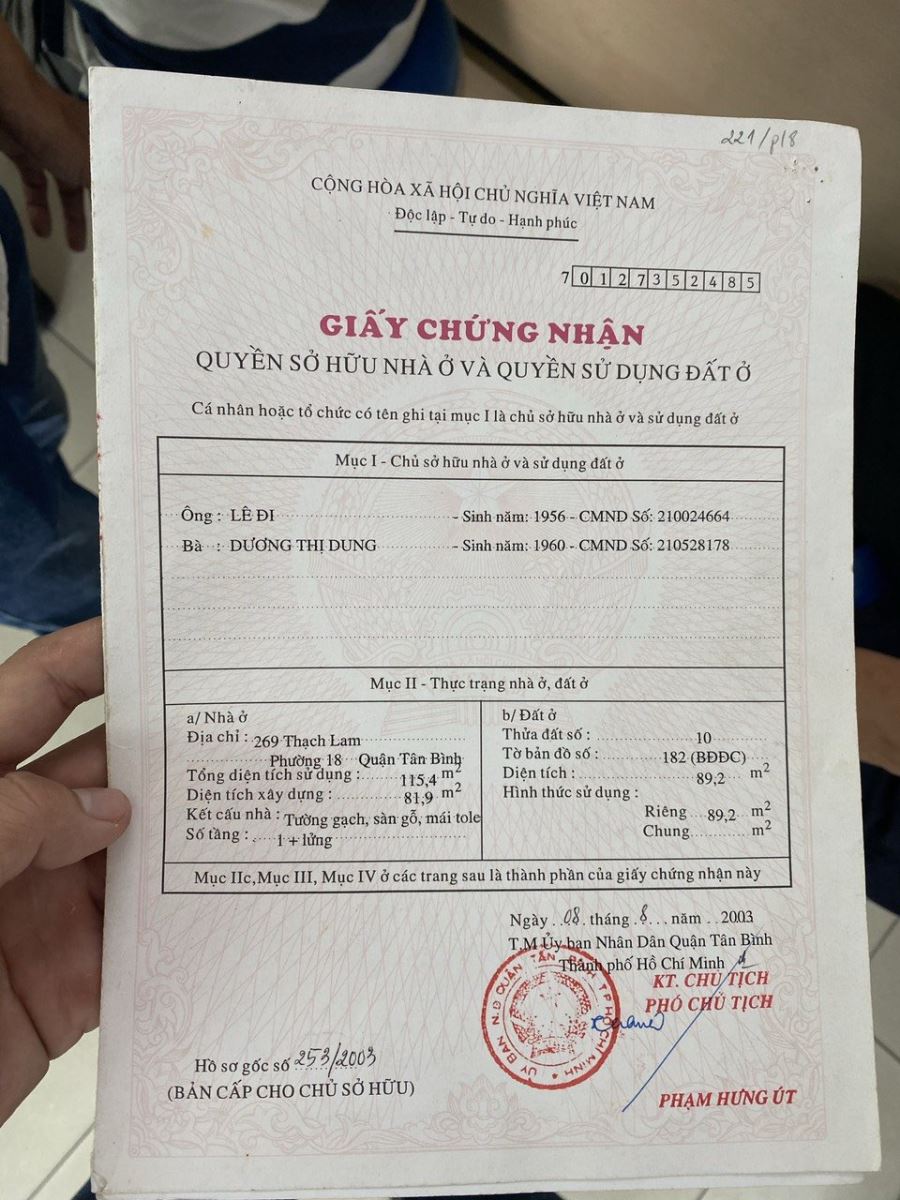 221/p18
CỘNG HÒA XÃ HỘI CHỦ NGHĨA VIỆT NAM
Độc lập - Tự do - Hạnh phúc
7 0 1 2 7 3 5 2 4 8 5
GIẤY CHỨNG NHẬN
QUYỀN SỞ HỮU NHÀ Ở VÀ QUYỀN SỬ DỤNG ĐẤT Ở
Cá nhân hoặc tổ chức có tên ghi tại mục I là chủ sở hữu nhà ở và sử dụng đất ở
Mục I - Chủ sở hữu nhà ở và sử dụng đất ở
Ông : LÊ ĐI - Sinh năm: 1956 - CMND Số: 210024664
Bà : DƯƠNG THỊ DUNG - Sinh năm: 1960 - CMND Số: 210528178
Mục II - Thực trạng nhà ở, đất ở
a/ Nhà ở
Địa chỉ : 269 Thạch Lam
Phường 18 Quận Tân Bình
Tổng diện tích sử dụng : 115,4 m²
Diện tích xây dựng : 81,9 m²
Kết cấu nhà : Tường gạch, sàn gỗ, mái tole
Số tầng : 1 + lửng
b/ Đất ở
Thửa đất số : 10
Tờ bản đồ số : 182 (BĐĐC)
Diện tích : 89,2 m²
Hình thức sử dụng :
Riêng 89,2 m²
Chung m²
Mục IIc, Mục III, Mục IV ở các trang sau là thành phần của giấy chứng nhận này
Ngày 08 tháng 8 năm 2003
T.M Ủy ban Nhân Dân Quận Tân Bình
Thành phố Hồ Chí Minh
KT. CHỦ TỊCH
PHÓ CHỦ TỊCH
ỦY BAN N.D QUẬN TÂN BÌNH T.P HỒ CHÍ MINH
PHẠM HƯNG ÚT
Hồ sơ gốc số 253/2003
(BẢN CẤP CHO CHỦ SỞ HỮU)